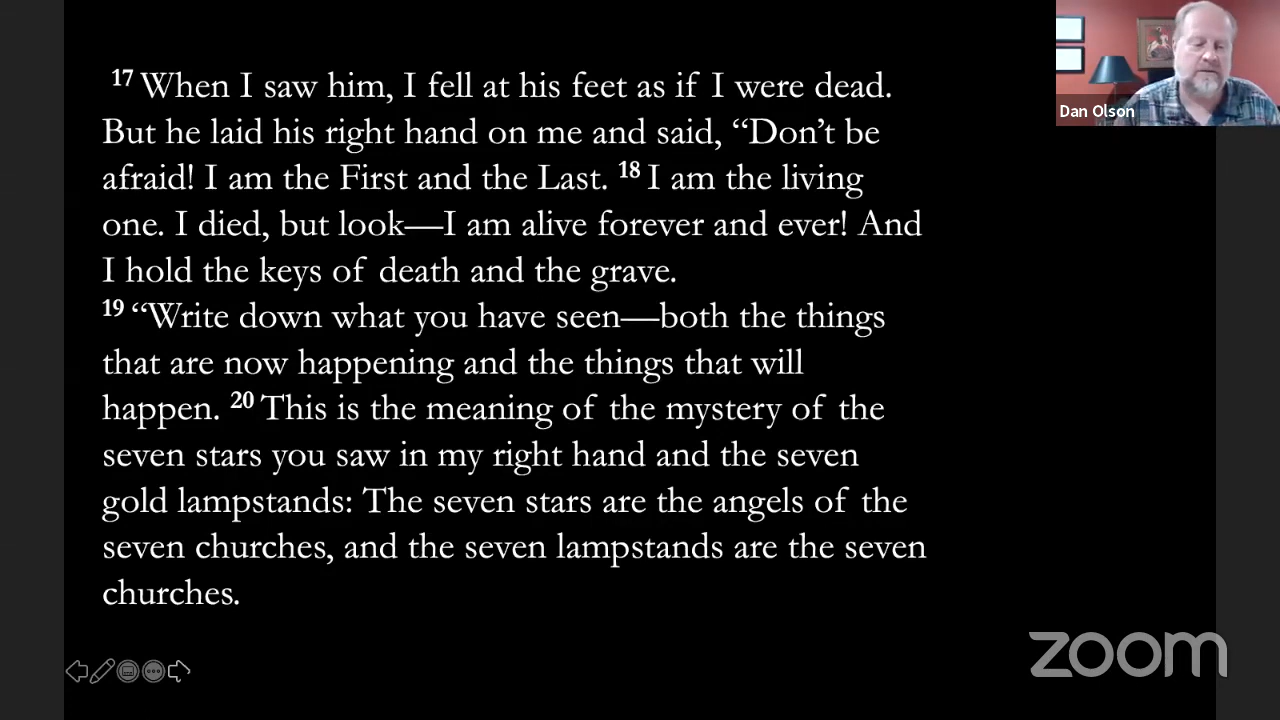 17 When I saw him, I fell at his feet as if I were dead.
But he laid his right hand on me and said, “Don’t be
afraid! I am the First and the Last. 18 I am the living
one. I died, but look—I am alive forever and ever! And
I hold the keys of death and the grave.
19 “Write down what you have seen—both the things
that are now happening and the things that will
happen. 20 This is the meaning of the mystery of the
seven stars you saw in my right hand and the seven
gold lampstands: The seven stars are the angels of the
seven churches, and the seven lampstands are the seven
churches.
Dan Olson
zoom